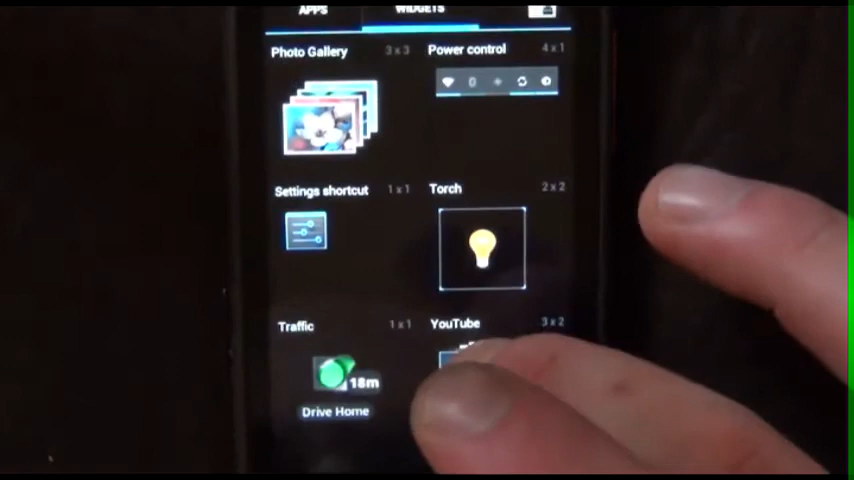 APPS WIDGETS
Photo Gallery 3 x 3 Power control 4 x 1
Settings shortcut 1 x 1 Torch 2 x 2
Traffic 1 x 1 YouTube 3 x 2
18m
Drive Home